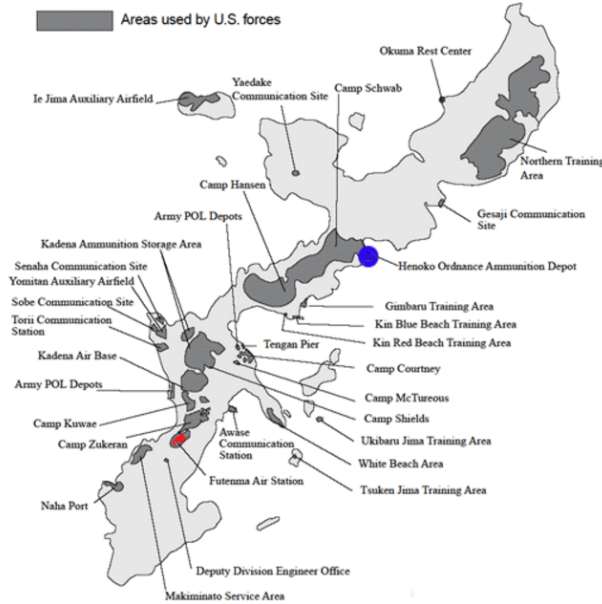 Areas used by U.S. forces
Okuma Rest Center
Yaedake
Communication Site
Camp Schwab
Ie Jima Auxiliary Airfield
Northern Training
Area
Camp Hansen
Gesaji Communication
Site
Army POL Depots
Kadena Ammunition Storage Area
Senaha Communication Site
Henoko Ordnance Ammunition Depot
Yomitan Auxiliary Airfield
Sobe Communication Site
Gimbaru Training Area
Torii Communication
Station
Kin Blue Beach Training Area
Tengan Pier
Kin Red Beach Training Area
Kadena Air Base
Camp Courtney
Army POL Depots
Camp McTureous
Camp Shields
Camp Kuwae
Awase
Communication
Station
Ukibaru Jima Training Area
Camp Zukeran
White Beach Area
Futenma Air Station
Tsuken Jima Training Area
Naha Port
Deputy Division Engineer Office
Makiminato Service Area